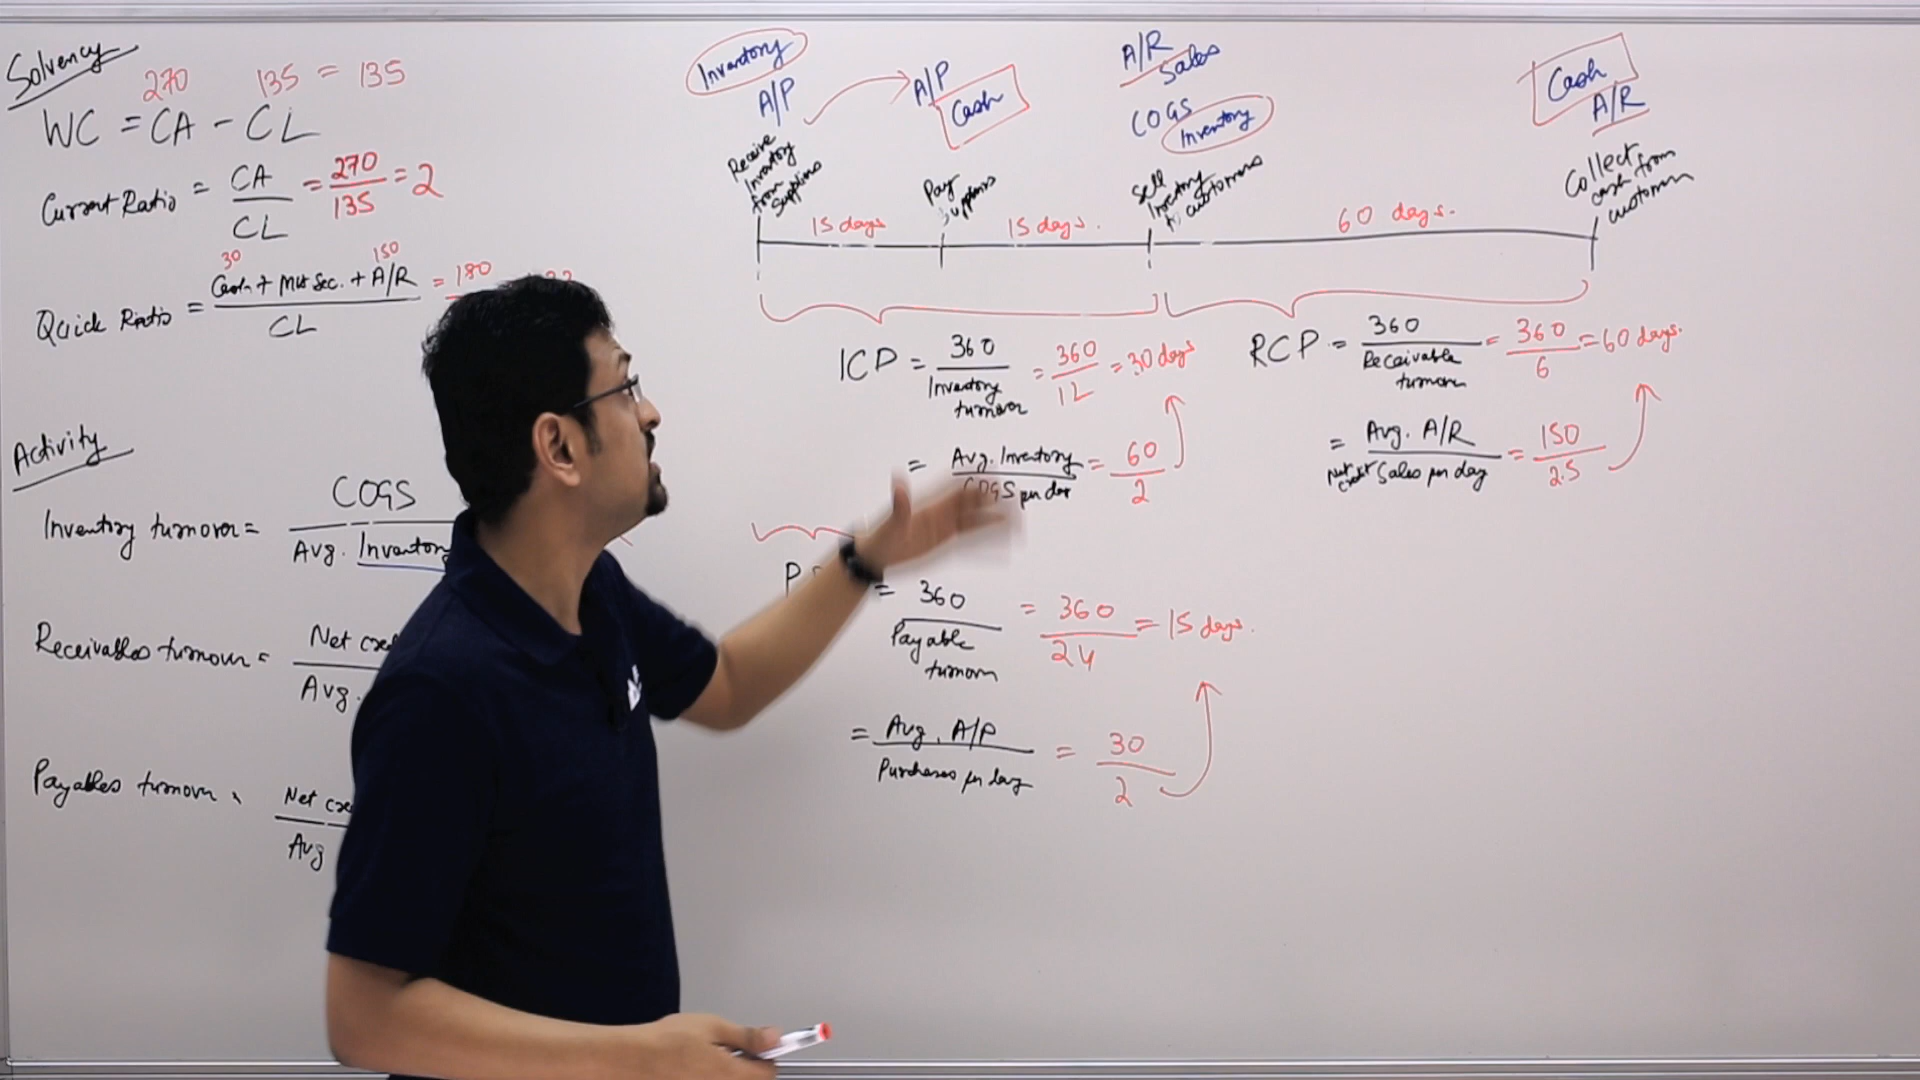 Solvency
270 135 = 135
WC = CA - CL
Current Ratio = CA / CL = 270 / 135 = 2
30 150
Quick Ratio = Cash + Mkt Sec. + A/R / CL = 180
Activity
Inventory turnover = COGS / Avg. Inventory
Receivables turnover = Net / Avg.
Payables turnover = Net / Avg
Inventory
A/P
Receive Inventory from Suppliers
A/P
Cash
Pay Suppliers
A/R
Sales
COGS
Inventory
Sell Inventory to customers
Cash
A/R
Collect cash from customers
15 days 15 days. 60 days.
ICP = 360 / Inventory turnover = 360 / 12 = 30 days
= Avg. Inventory / COGS per day = 60 / 2
RCP = 360 / Receivable turnover = 360 / 6 = 60 days.
= Avg. A/R / Net credit Sales per day = 150 / 2.5
P = 360 / Payable turnover = 360 / 24 = 15 days.
= Avg. A/P / Purchases per day = 30 / 2